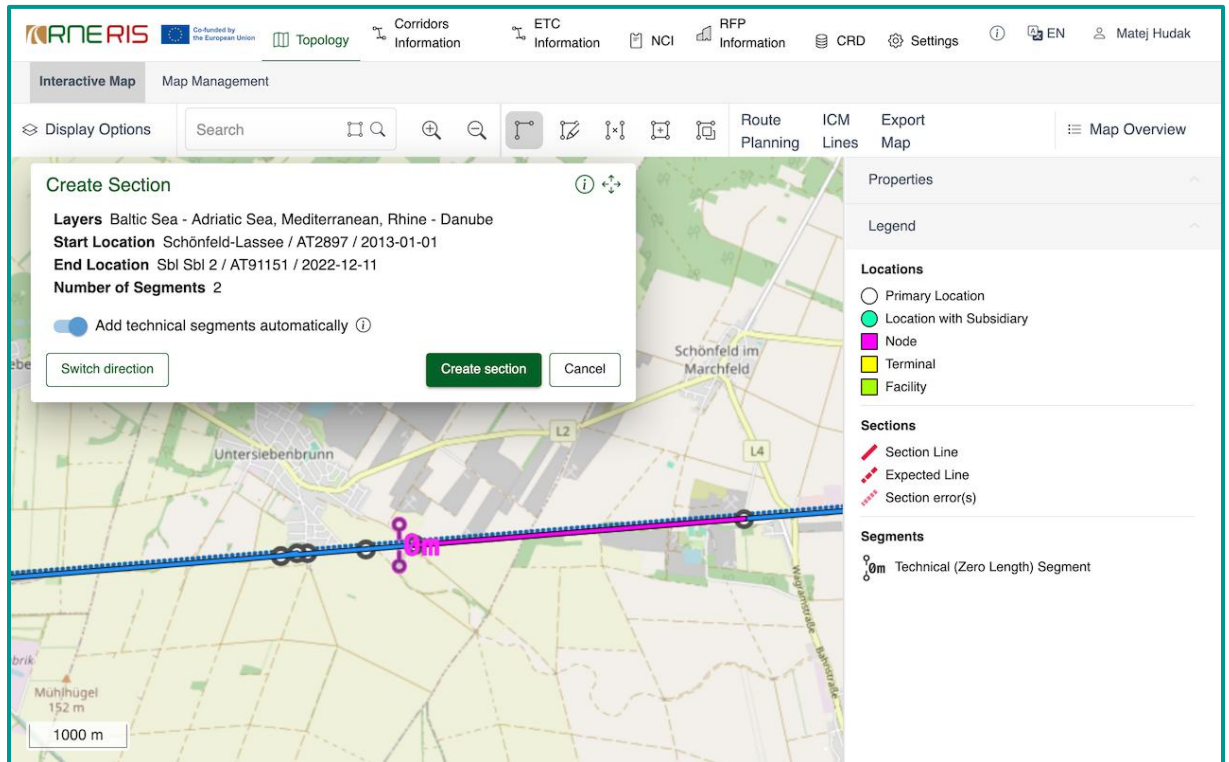 RNE RIS
Co-funded by
the European Union
Topology
Corridors
Information
ETC
Information
NCI
RFP
Information
CRD
Settings
EN
Matej Hudak
Interactive Map
Map Management
Display Options
Search
Route
Planning
ICM
Lines
Export
Map
Map Overview
Create Section
Layers Baltic Sea - Adriatic Sea, Mediterranean, Rhine - Danube
Start Location Schönfeld-Lassee / AT2897 / 2013-01-01
End Location Sbl Sbl 2 / AT91151 / 2022-12-11
Number of Segments 2
Add technical segments automatically
Switch direction
Create section
Cancel
Properties
Legend
Locations
Primary Location
Location with Subsidiary
Node
Terminal
Facility
Sections
Section Line
Expected Line
Section error(s)
Segments
0m Technical (Zero Length) Segment
Schönfeld im
Marchfeld
L2
L4
Untersiebenbrunn
0m
Wagramstraße
Bahnstraße
brik
Mühlhügel
152 m
1000 m